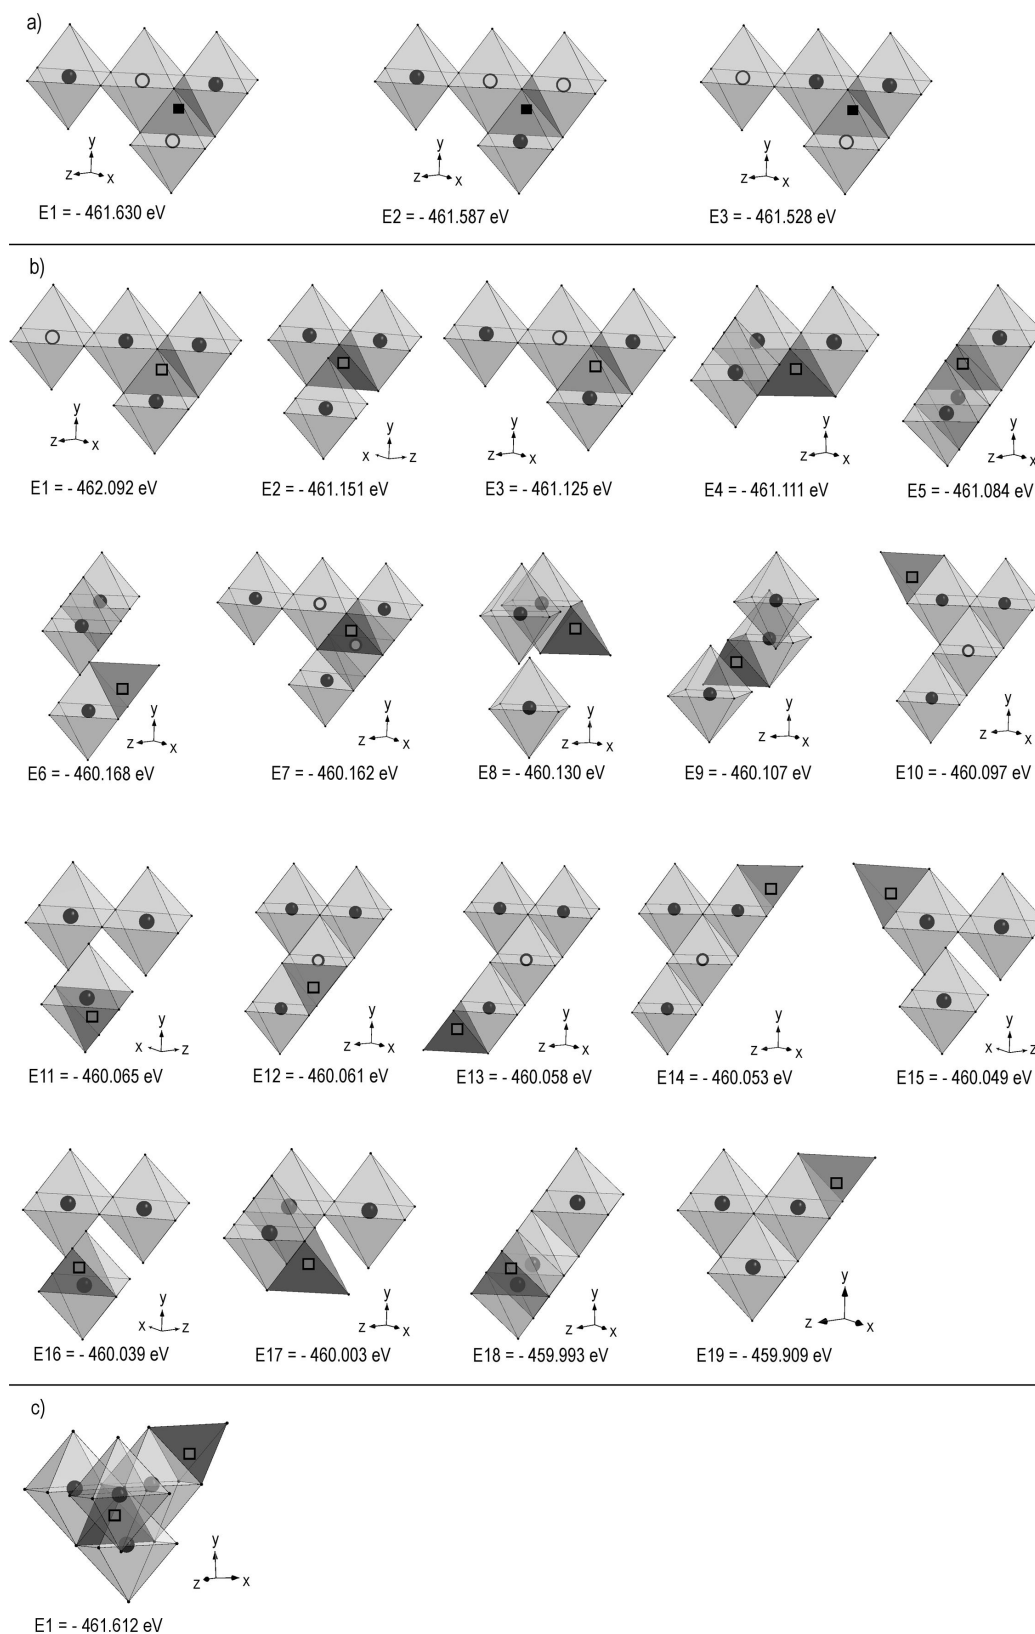 a)
y
z x
y
z x
y
z x
E1 = - 461.630 eV
E2 = - 461.587 eV
E3 = - 461.528 eV
b)
y
z x
y
x z
y
z x
y
z x
y
z x
E1 = - 462.092 eV
E2 = - 461.151 eV
E3 = - 461.125 eV
E4 = - 461.111 eV
E5 = - 461.084 eV
y
z x
y
z x
y
z x
y
z x
y
z x
E6 = - 460.168 eV
E7 = - 460.162 eV
E8 = - 460.130 eV
E9 = - 460.107 eV
E10 = - 460.097 eV
y
x z
y
z x
y
z x
y
z x
y
x z
E11 = - 460.065 eV
E12 = - 460.061 eV
E13 = - 460.058 eV
E14 = - 460.053 eV
E15 = - 460.049 eV
y
x z
y
z x
y
z x
y
z x
E16 = - 460.039 eV
E17 = - 460.003 eV
E18 = - 459.993 eV
E19 = - 459.909 eV
c)
y
z x
E1 = - 461.612 eV